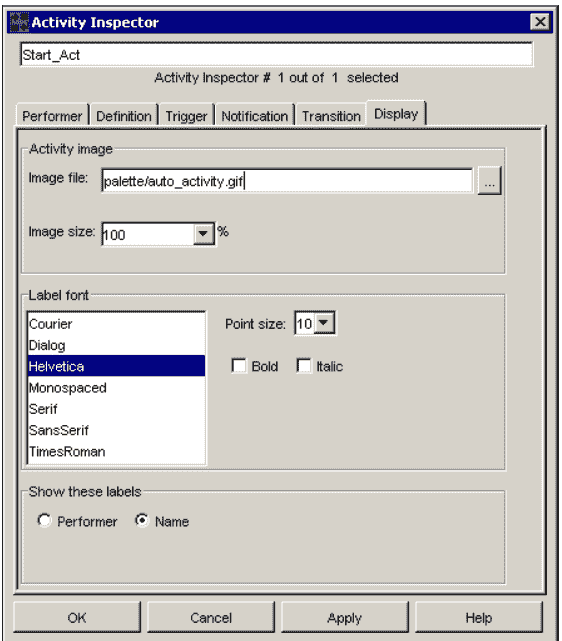 Activity Inspector
Start_Act
Activity Inspector # 1 out of 1 selected
Performer Definition Trigger Notification Transition Display
Activity image
Image file: palette/auto_activity.gif ...
Image size: 100 %
Label font
Courier
Dialog
Helvetica
Monospaced
Serif
SansSerif
TimesRoman
Point size: 10
Bold Italic
Show these labels
Performer Name
OK Cancel Apply Help